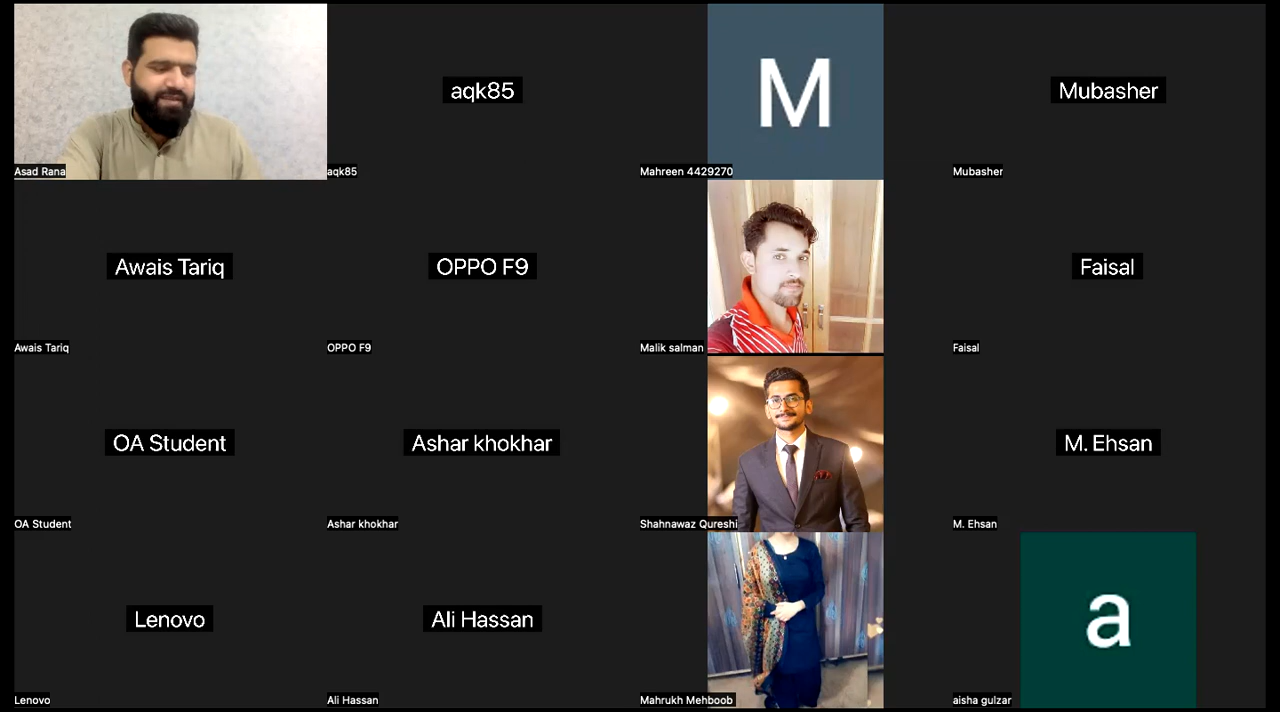 aqk85
M
Mubasher
Asad Rana
aqk85
Mahreen 4429270
Mubasher
Awais Tariq
OPPO F9
Faisal
Awais Tariq
OPPO F9
Malik salman
Faisal
OA Student
Ashar khokhar
M. Ehsan
OA Student
Ashar khokhar
Shahnawaz Qureshi
M. Ehsan
Lenovo
Ali Hassan
a
Lenovo
Ali Hassan
Mahrukh Mehboob
aisha gulzar